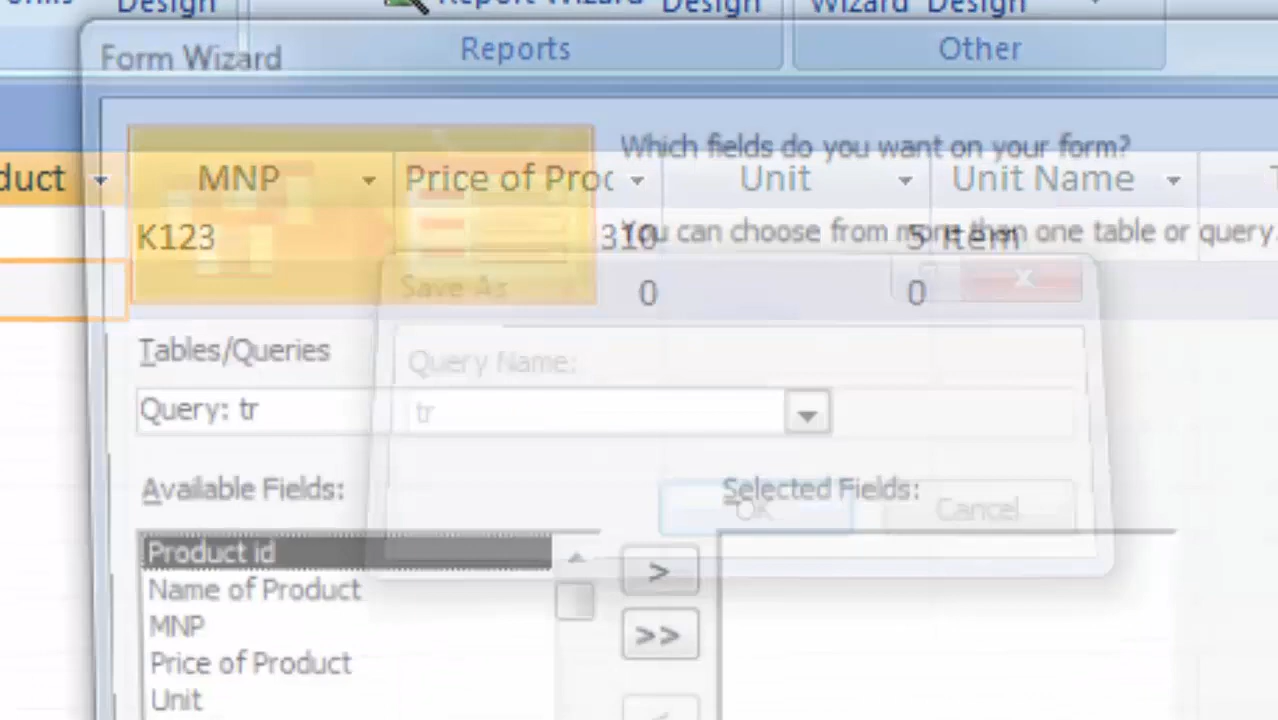 Design Report Wizard Design Wizard Design
Reports Other
Form Wizard
Which fields do you want on your form?
duct MNP Price of Proc Unit Unit Name
You can choose from more than one table or query.
K123 310 5 Item
0 0
Save As
Tables/Queries
Query Name:
Query: tr
tr
Available Fields:
Selected Fields:
OK Cancel
Product id
Name of Product
MNP
Price of Product
Unit
>
>>
<